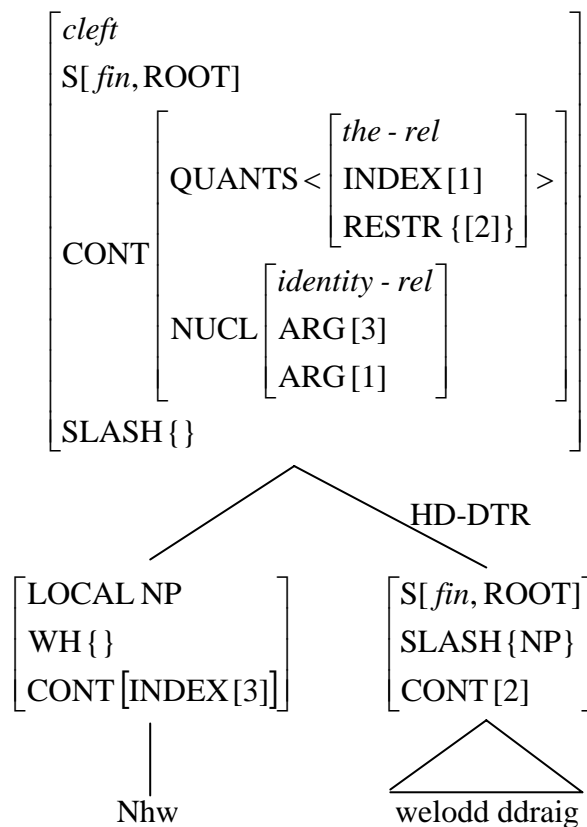 cleft
S[fin, ROOT]
the - rel
QUANTS < INDEX [1] >
RESTR {[2]}
CONT
identity - rel
NUCL ARG [3]
ARG [1]
SLASH { }
HD-DTR
LOCAL NP
WH { }
CONT [INDEX [3]]
S[fin, ROOT]
SLASH {NP}
CONT [2]
Nhw
welodd ddraig